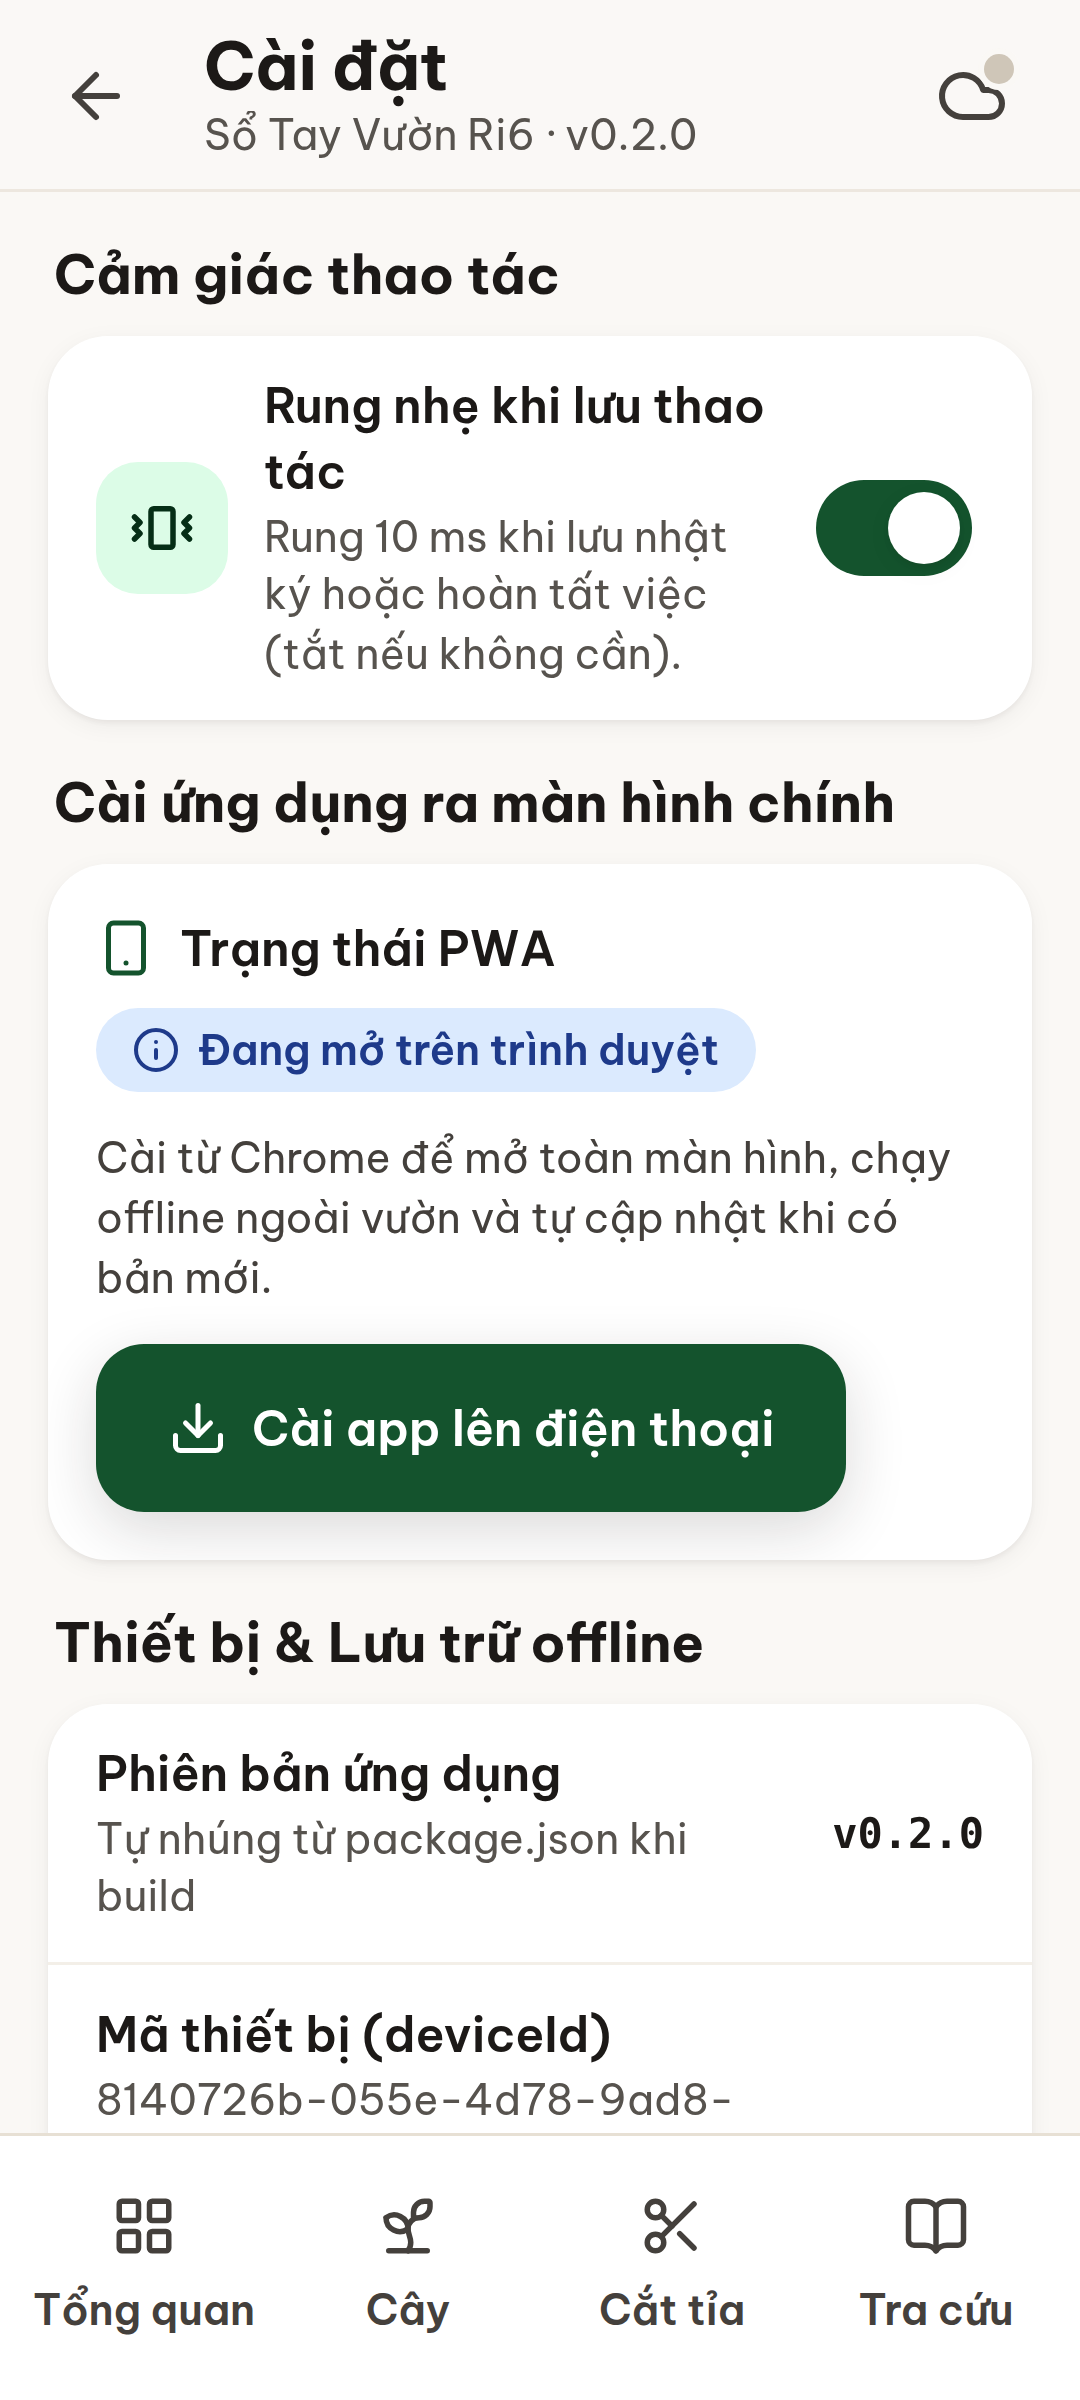 Cài đặt
Sổ Tay Vườn Ri6 · v0.2.0
Cảm giác thao tác
Rung nhẹ khi lưu thao
tác
Rung 10 ms khi lưu nhật
ký hoặc hoàn tất việc
(tắt nếu không cần).
Cài ứng dụng ra màn hình chính
Trạng thái PWA
Đang mở trên trình duyệt
Cài từ Chrome để mở toàn màn hình, chạy
offline ngoài vườn và tự cập nhật khi có
bản mới.
Cài app lên điện thoại
Thiết bị & Lưu trữ offline
Phiên bản ứng dụng
Tự nhúng từ package.json khi
build
v0.2.0
Mã thiết bị (deviceId)
8140726b-055e-4d78-9ad8-
Tổng quan
Cây
Cắt tỉa
Tra cứu